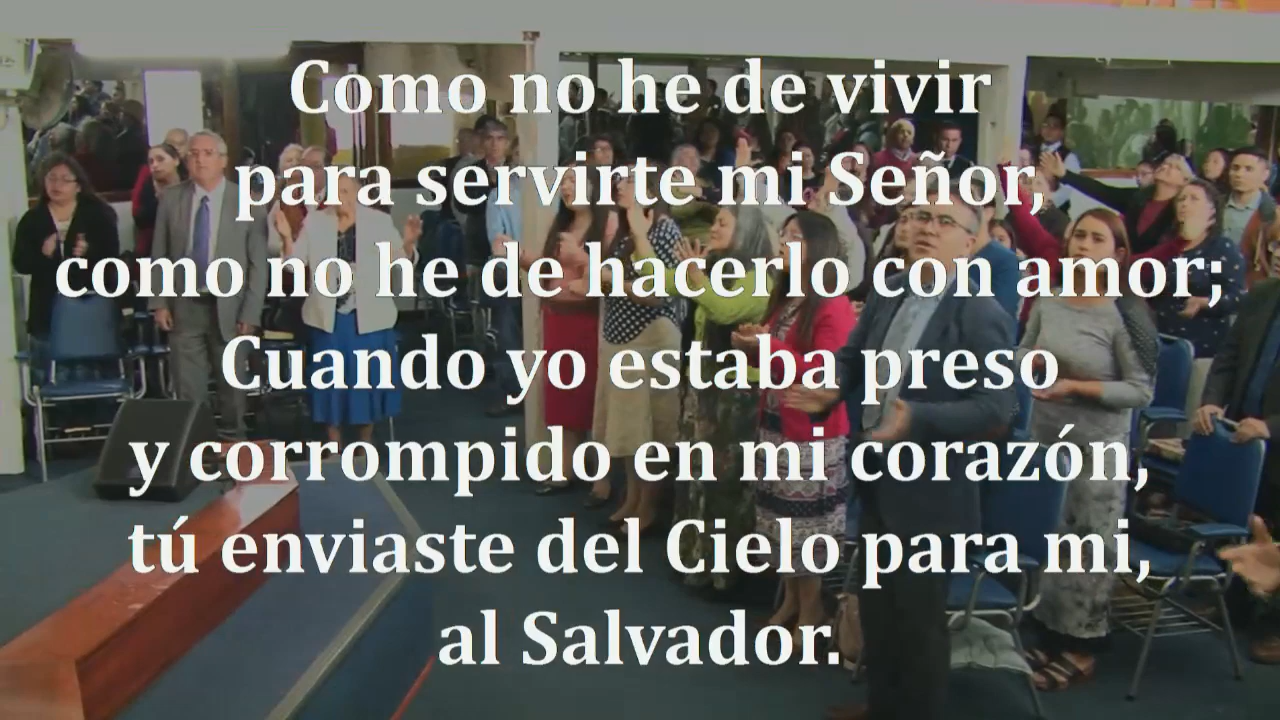 Como no he de vivir
para servirte mi Señor,
como no he de hacerlo con amor;
Cuando yo estaba preso
y corrompido en mi corazón,
tú enviaste del Cielo para mi,
al Salvador.